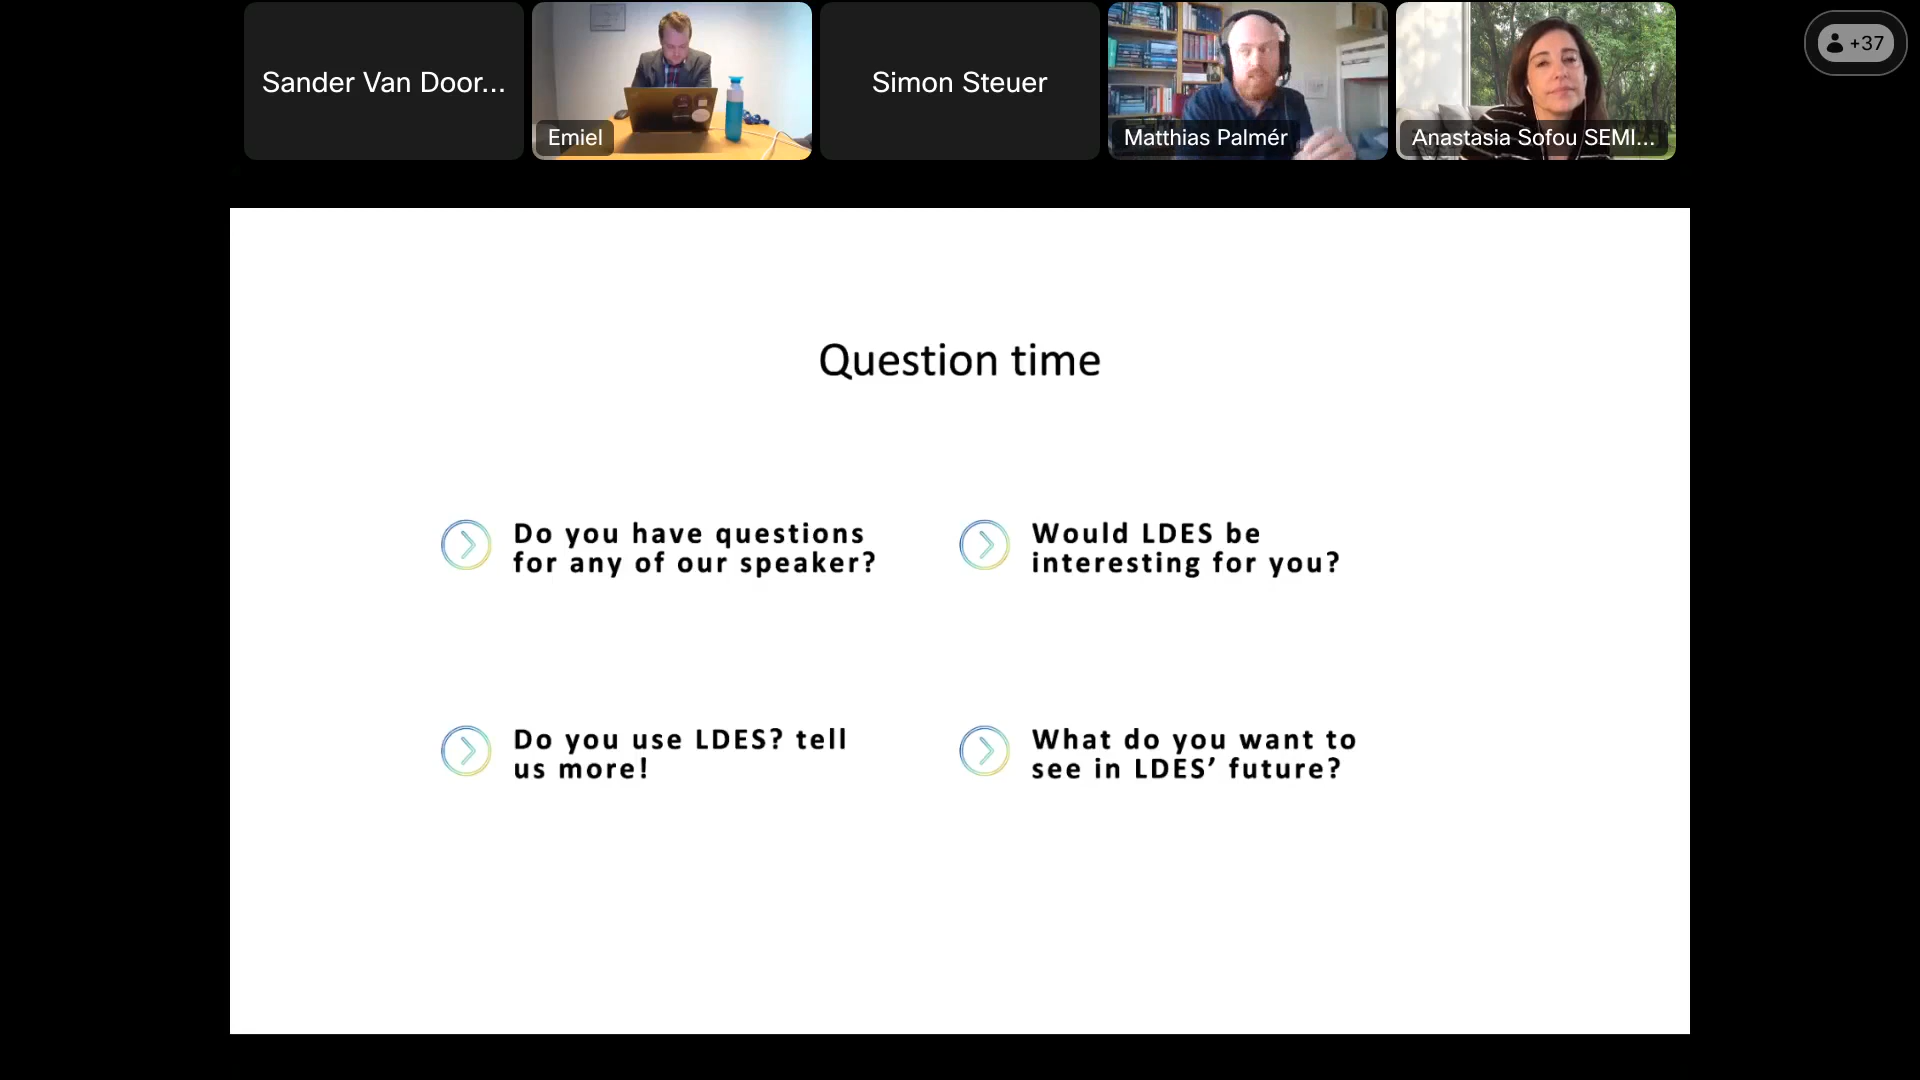 Sander Van Door...
Emiel
Simon Steuer
Matthias Palmér
Anastasia Sofou SEMI...
+37
Question time
Do you have questions
for any of our speaker?
Would LDES be
interesting for you?
Do you use LDES? tell
us more!
What do you want to
see in LDES’ future?